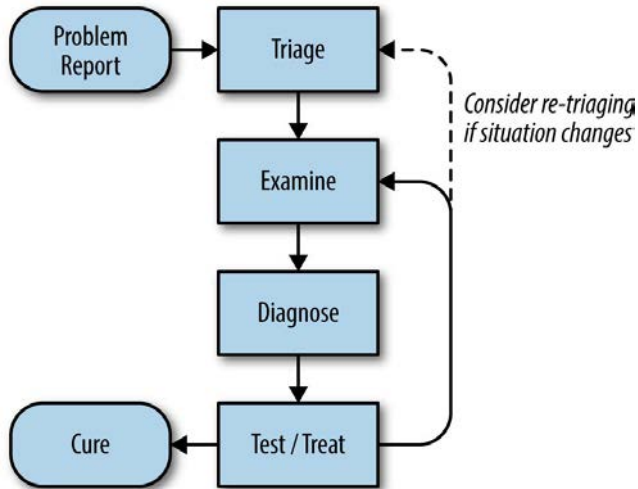 Problem
Report
Triage
Consider re-triaging
if situation changes
Examine
Diagnose
Cure
Test / Treat